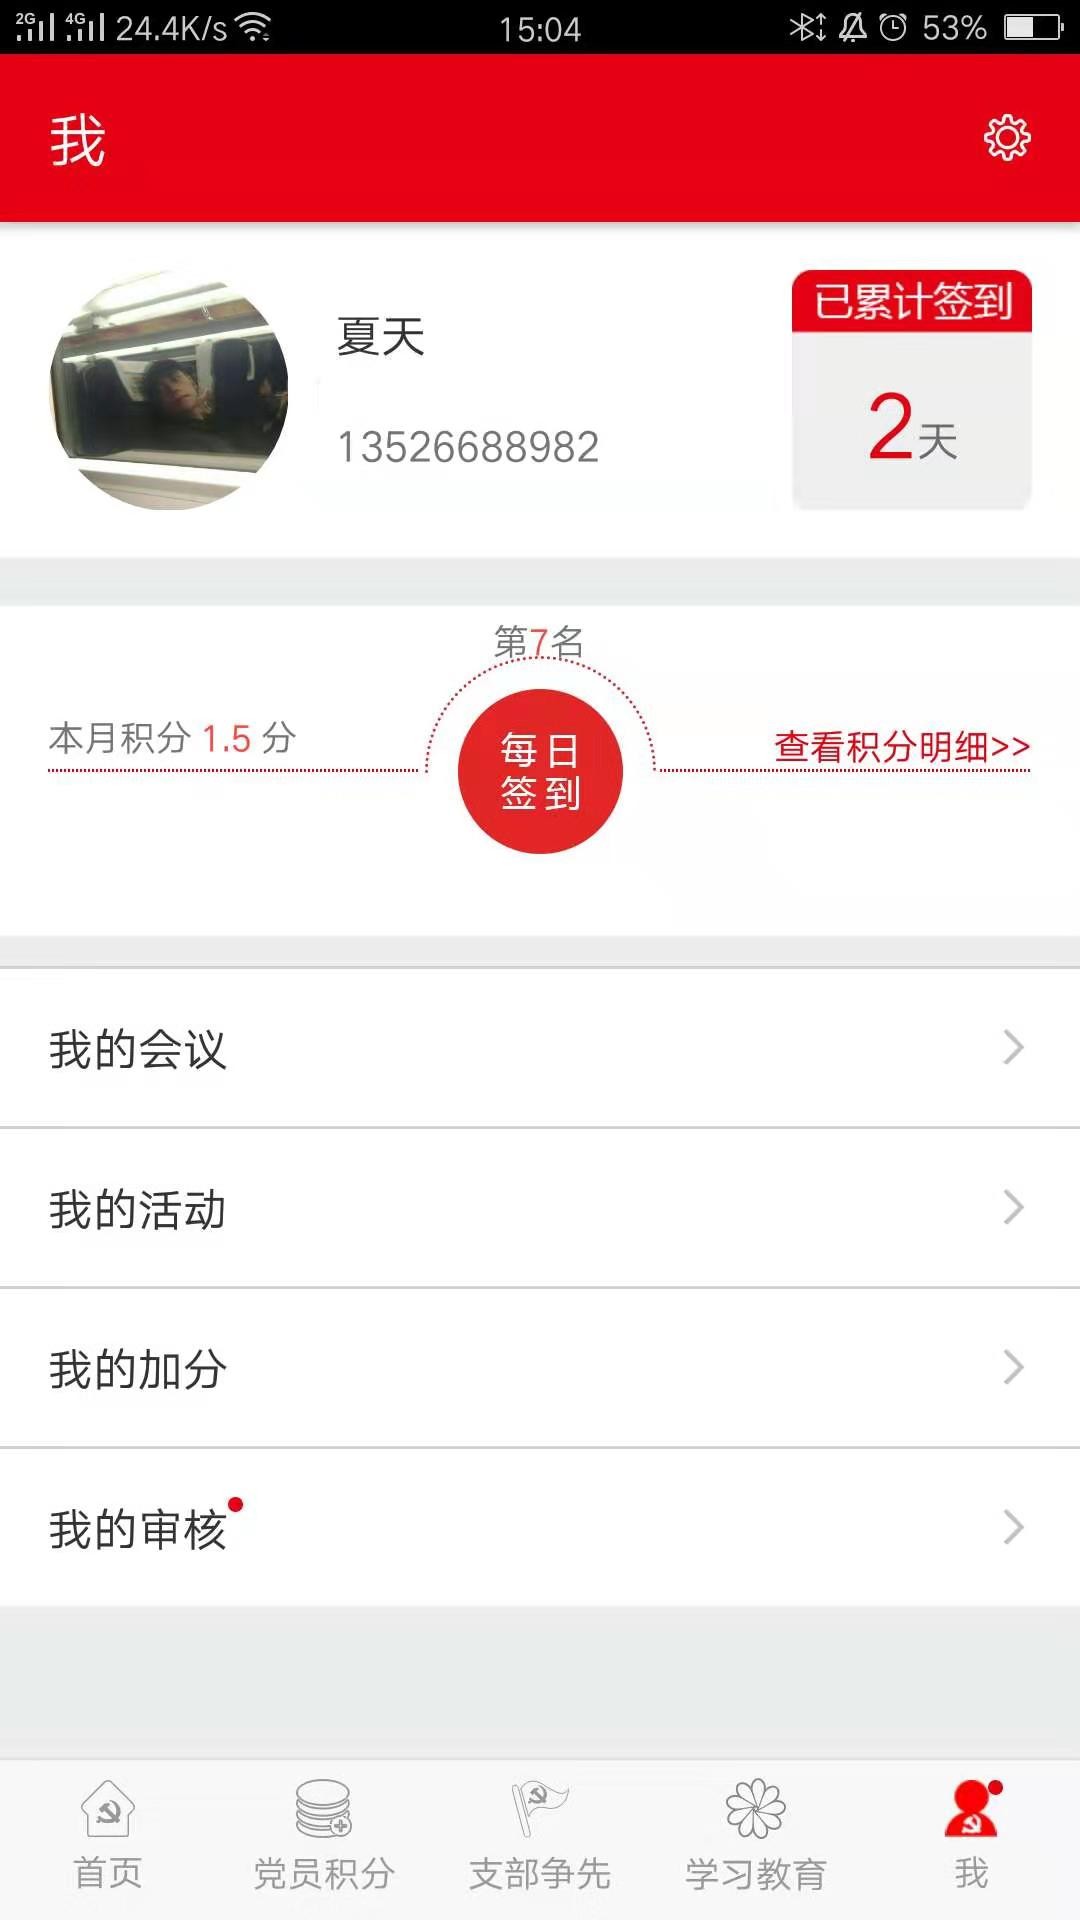 2G 4G 24.4K/s 15:04 53%
我
夏天
13526688982
已累计签到
2天
第7名
本月积分 1.5 分
每日
签到
查看积分明细>>
我的会议
我的活动
我的加分
我的审核
首页 党员积分 支部争先 学习教育 我